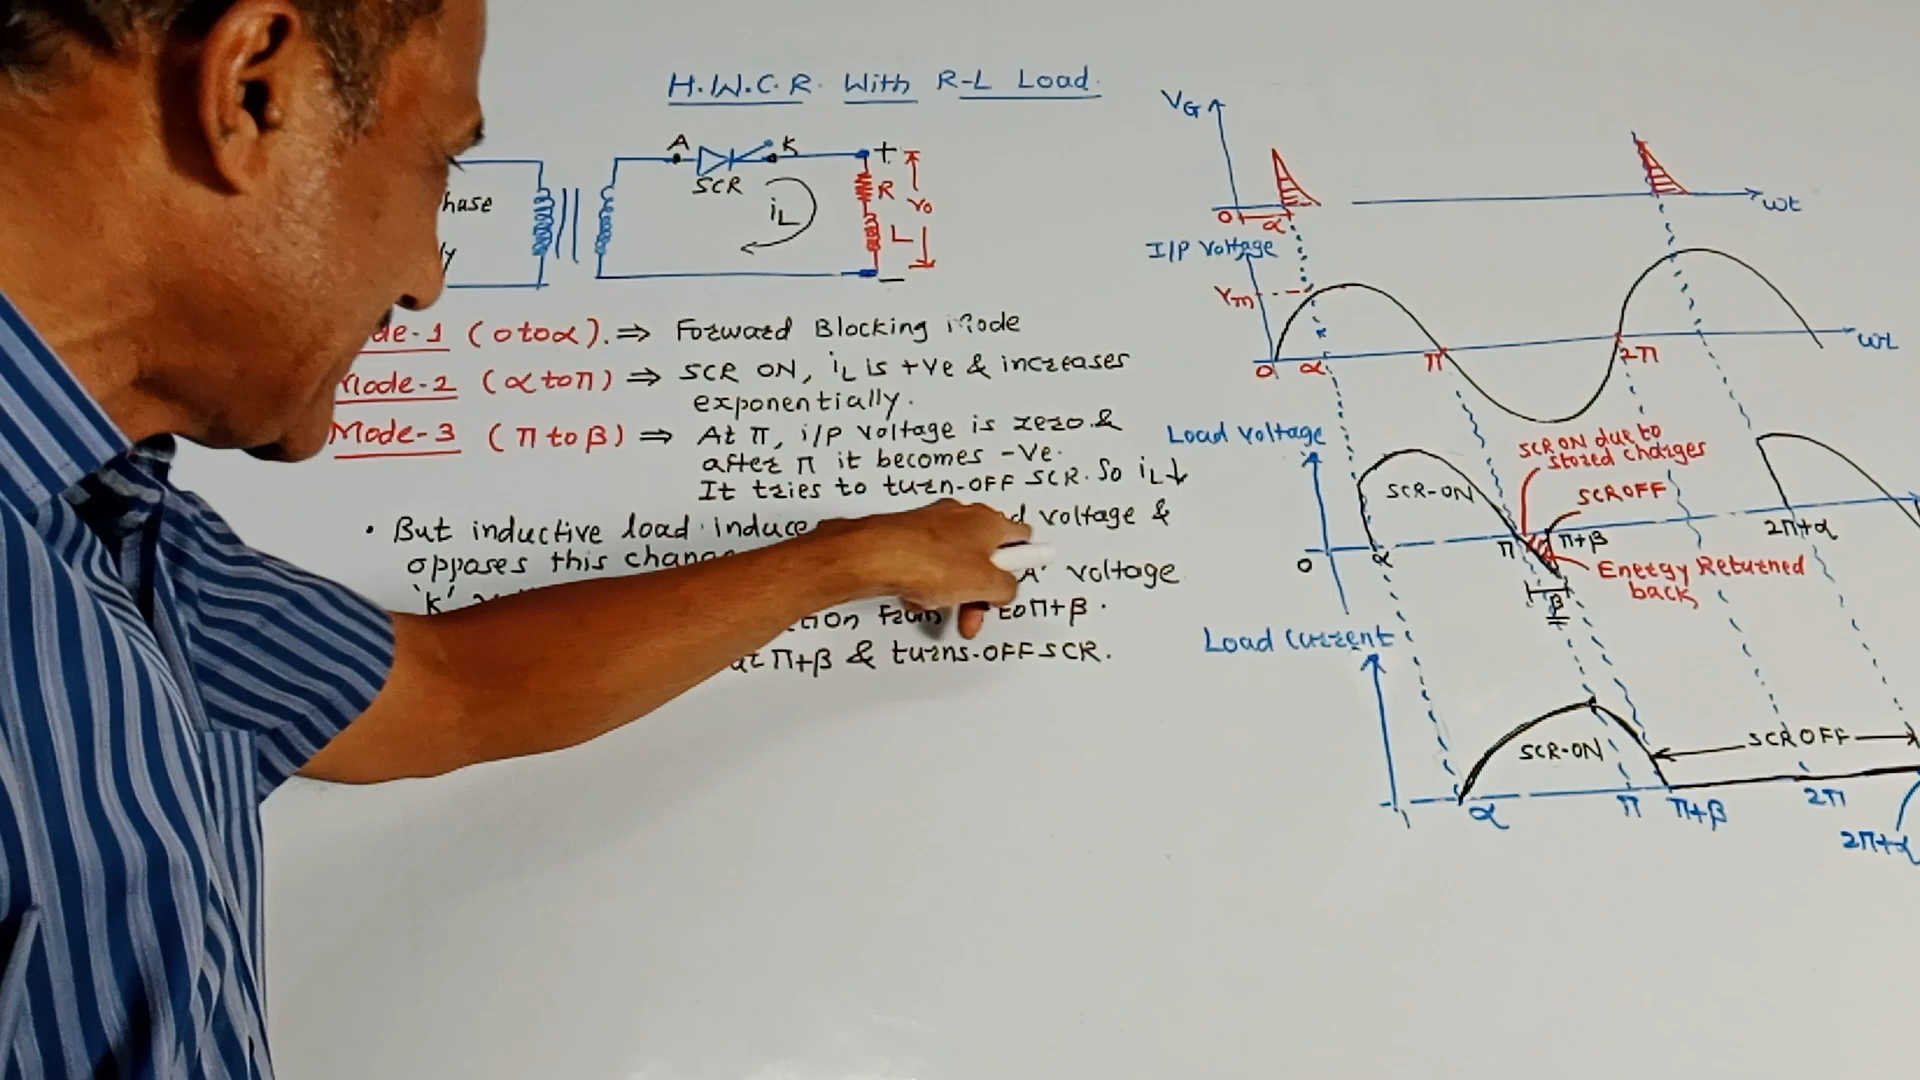 H.W.C.R. With R-L Load.
A
K
SCR
iL
+
R
L
Vo
-
hase
ly
de-1 (0 to α). ⇒ Forward Blocking Mode
Mode-2 (α to π) ⇒ SCR ON, iL is +ve & increases
exponentially.
Mode-3 (π to β) ⇒ At π, i/p voltage is zero &
after π it becomes -Ve.
It tries to turn-OFF SCR. So iL↓
• But inductive load induce d voltage &
opposes this chan
'K' 'A' voltage
tion from to π+β.
at π+β & turns-OFF SCR.
VG
0
α
ωt
I/P Voltage
Vm
0
α
π
2π
ωt
Load Voltage
SCR-ON
SCR ON due to
stored charges
SCR OFF
0
α
π
π+β
2π+α
Energy Returned
back
β
Load Current
SCR-ON
SCR OFF
α
π
π+β
2π
2π+α